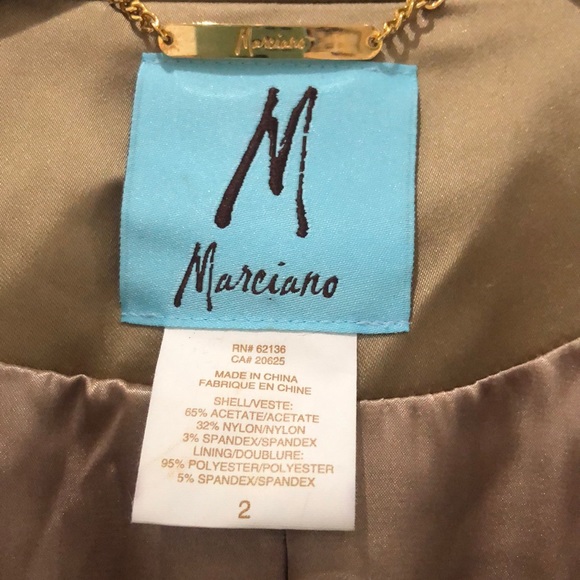 Marciano
M
Marciano
RN# 62136
CA# 20625
MADE IN CHINA
FABRIQUE EN CHINE
SHELL/VESTE:
65% ACETATE/ACETATE
32% NYLON/NYLON
3% SPANDEX/SPANDEX
LINING/DOUBLURE:
95% POLYESTER/POLYESTER
5% SPANDEX/SPANDEX
2